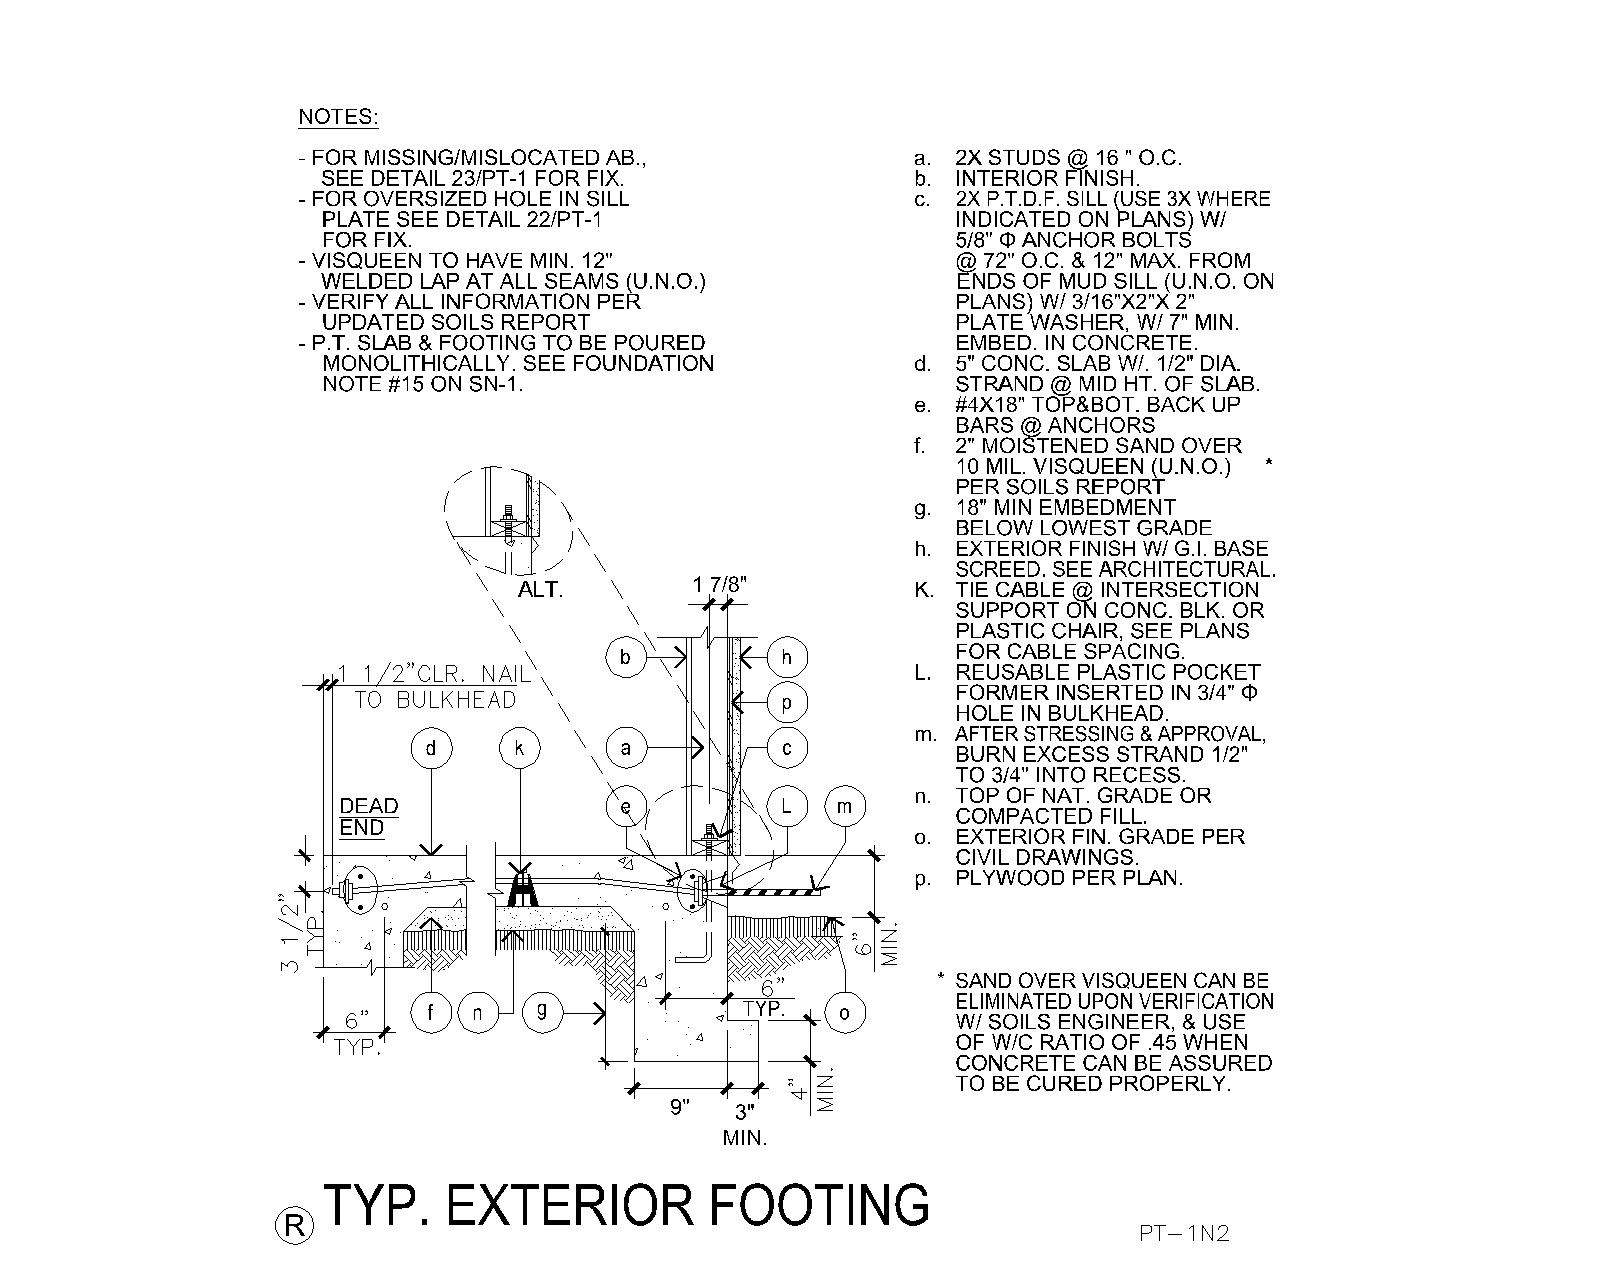 NOTES:
- FOR MISSING/MISLOCATED AB.,
SEE DETAIL 23/PT-1 FOR FIX.
- FOR OVERSIZED HOLE IN SILL
PLATE SEE DETAIL 22/PT-1
FOR FIX.
- VISQUEEN TO HAVE MIN. 12"
WELDED LAP AT ALL SEAMS (U.N.O.)
- VERIFY ALL INFORMATION PER
UPDATED SOILS REPORT
- P.T. SLAB & FOOTING TO BE POURED
MONOLITHICALLY. SEE FOUNDATION
NOTE #15 ON SN-1.
a. 2X STUDS @ 16 " O.C.
b. INTERIOR FINISH.
c. 2X P.T.D.F. SILL (USE 3X WHERE
INDICATED ON PLANS) W/
5/8" Φ ANCHOR BOLTS
@ 72" O.C. & 12" MAX. FROM
ENDS OF MUD SILL (U.N.O. ON
PLANS) W/ 3/16"X2"X 2"
PLATE WASHER, W/ 7" MIN.
EMBED. IN CONCRETE.
d. 5" CONC. SLAB W/. 1/2" DIA.
STRAND @ MID HT. OF SLAB.
e. #4X18" TOP&BOT. BACK UP
BARS @ ANCHORS
f. 2" MOISTENED SAND OVER
10 MIL. VISQUEEN (U.N.O.) *
PER SOILS REPORT
g. 18" MIN EMBEDMENT
BELOW LOWEST GRADE
h. EXTERIOR FINISH W/ G.I. BASE
SCREED. SEE ARCHITECTURAL.
K. TIE CABLE @ INTERSECTION
SUPPORT ON CONC. BLK. OR
PLASTIC CHAIR, SEE PLANS
FOR CABLE SPACING.
L. REUSABLE PLASTIC POCKET
FORMER INSERTED IN 3/4" Φ
HOLE IN BULKHEAD.
m. AFTER STRESSING & APPROVAL,
BURN EXCESS STRAND 1/2"
TO 3/4" INTO RECESS.
n. TOP OF NAT. GRADE OR
COMPACTED FILL.
o. EXTERIOR FIN. GRADE PER
CIVIL DRAWINGS.
p. PLYWOOD PER PLAN.
* SAND OVER VISQUEEN CAN BE
ELIMINATED UPON VERIFICATION
W/ SOILS ENGINEER, & USE
OF W/C RATIO OF .45 WHEN
CONCRETE CAN BE ASSURED
TO BE CURED PROPERLY.
ALT.
1 7/8"
b
h
1 1/2"CLR. NAIL
TO BULKHEAD
p
d
k
a
c
DEAD
END
e
L
m
3 1/2"
TYP.
6"
MIN.
6"
TYP.
f
n
g
o
6"
TYP.
4"
MIN.
9"
3"
MIN.
R
TYP. EXTERIOR FOOTING
PT-1N2